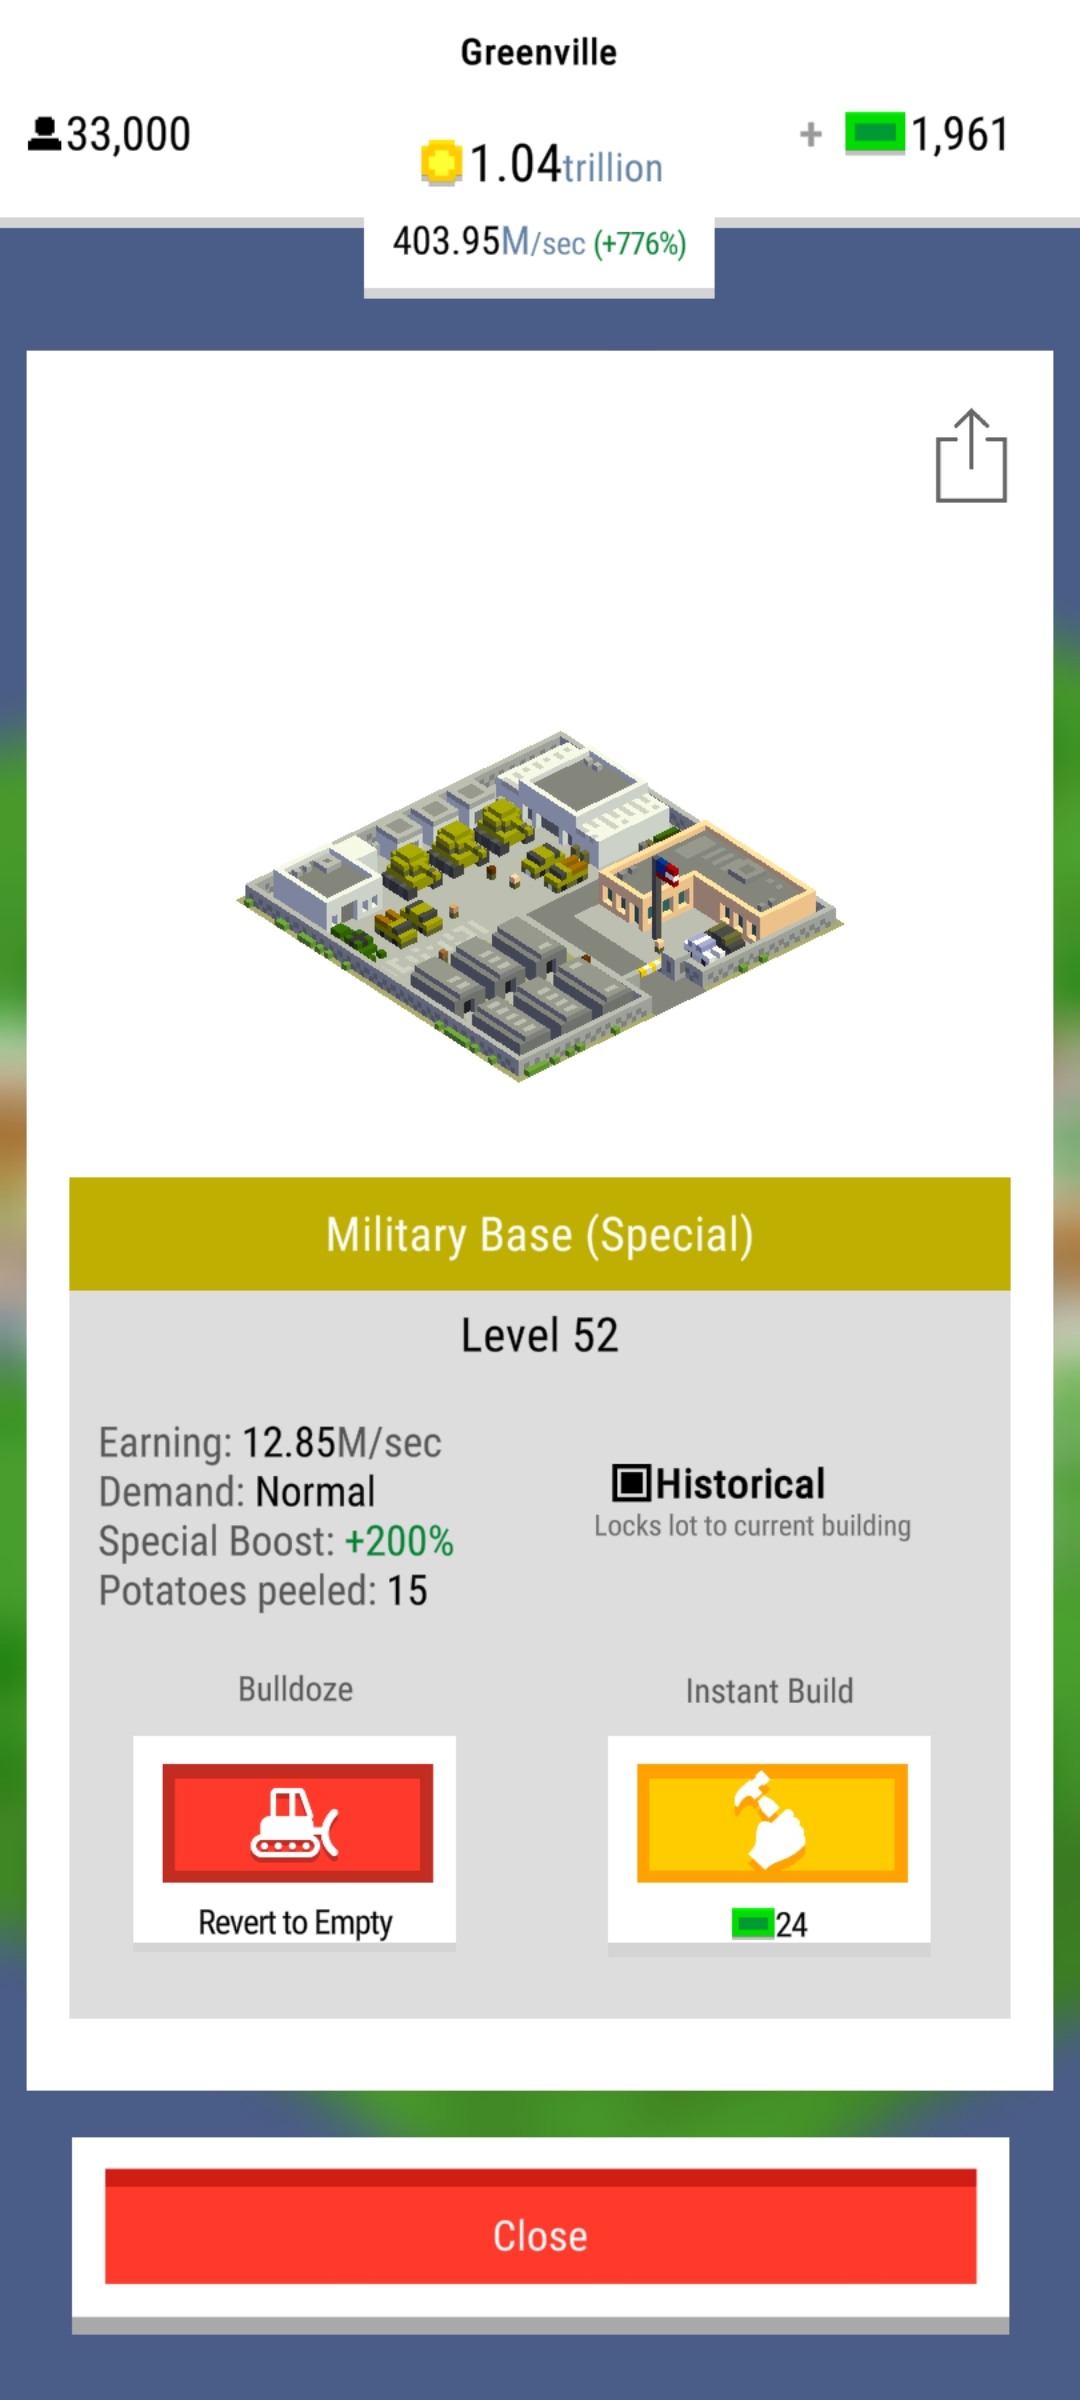 Greenville
33,000
1.04trillion
+ 1,961
403.95M/sec (+776%)
Military Base (Special)
Level 52
Earning: 12.85M/sec
Demand: Normal
Special Boost: +200%
Potatoes peeled: 15
Historical
Locks lot to current building
Bulldoze
Revert to Empty
Instant Build
24
Close